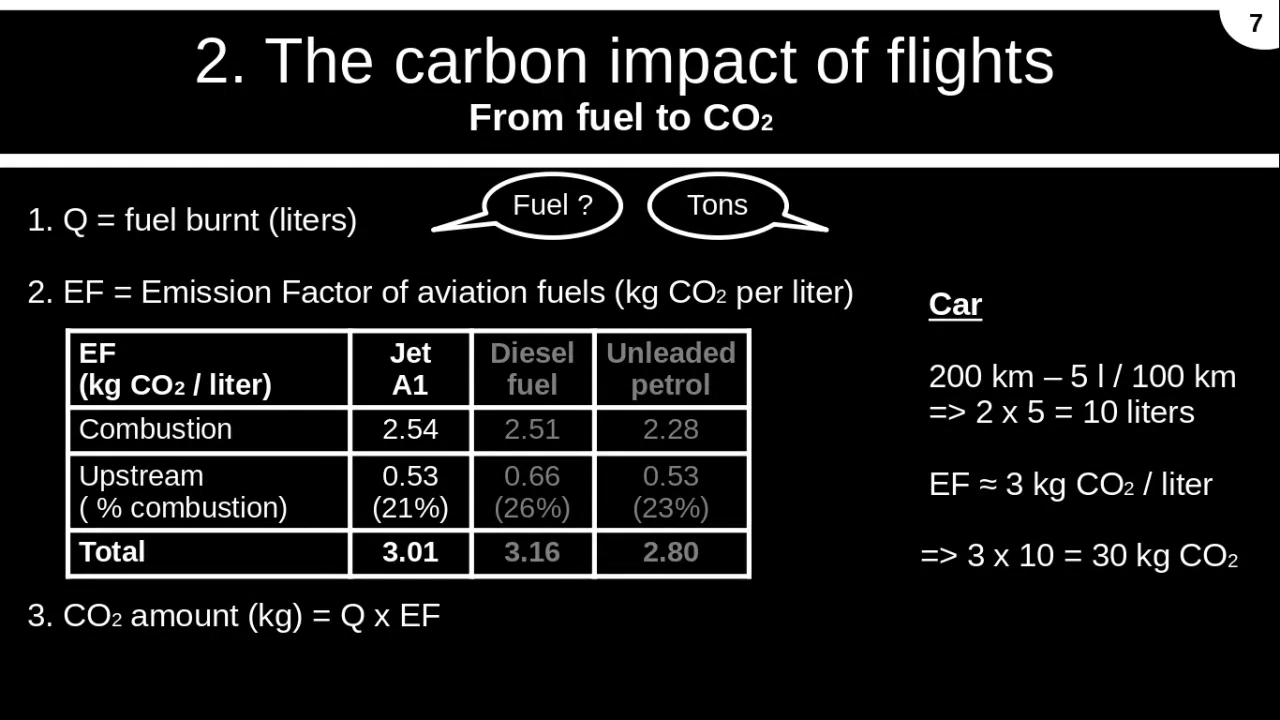 7
2. The carbon impact of flights
From fuel to CO₂
1. Q = fuel burnt (liters)
Fuel ?
Tons
2. EF = Emission Factor of aviation fuels (kg CO₂ per liter)
EF
(kg CO₂ / liter)
Jet
A1
Diesel
fuel
Unleaded
petrol
Combustion
2.54
2.51
2.28
Upstream
( % combustion)
0.53
(21%)
0.66
(26%)
0.53
(23%)
Total
3.01
3.16
2.80
3. CO₂ amount (kg) = Q x EF
Car
200 km – 5 l / 100 km
=> 2 x 5 = 10 liters
EF ≈ 3 kg CO₂ / liter
=> 3 x 10 = 30 kg CO₂